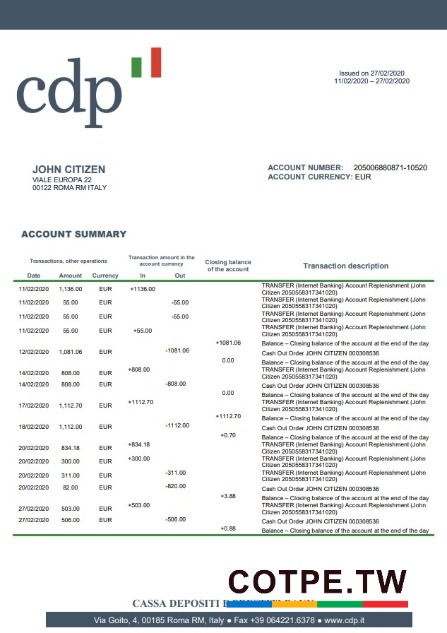 cdp
Issued on 27/02/2020
11/02/2020 – 27/02/2020
JOHN CITIZEN
VIALE EUROPA 22
00122 ROMA RM ITALY
ACCOUNT NUMBER: 205006880871-10520
ACCOUNT CURRENCY: EUR
ACCOUNT SUMMARY
Transactions, other operations
Transaction amount in the account currency
Closing balance of the account
Transaction description
Date Amount Currency In Out
11/02/2020 1,136.00 EUR +1136.00 TRANSFER (Internet Banking) Account Replenishment (John Citizen 2050558317341020)
11/02/2020 55.00 EUR -55.00 TRANSFER (Internet Banking) Account Replenishment (John Citizen 2050558317341020)
11/02/2020 55.00 EUR -55.00 TRANSFER (Internet Banking) Account Replenishment (John Citizen 2050558317341020)
11/02/2020 55.00 EUR +55.00 TRANSFER (Internet Banking) Account Replenishment (John Citizen 2050558317341020)
+1081.06 Balance – Closing balance of the account at the end of the day
12/02/2020 1,081.06 EUR -1081.06 Cash Out Order JOHN CITIZEN 000308536
0.00 Balance – Closing balance of the account at the end of the day
14/02/2020 808.00 EUR +808.00 TRANSFER (Internet Banking) Account Replenishment (John Citizen 2050558317341020)
14/02/2020 808.00 EUR -808.00 Cash Out Order JOHN CITIZEN 000308536
0.00 Balance – Closing balance of the account at the end of the day
17/02/2020 1,112.70 EUR +1112.70 TRANSFER (Internet Banking) Account Replenishment (John Citizen 2050558317341020)
+1112.70 Balance – Closing balance of the account at the end of the day
18/02/2020 1,112.00 EUR -1112.00 Cash Out Order JOHN CITIZEN 000308536
+0.70 Balance – Closing balance of the account at the end of the day
20/02/2020 834.18 EUR +834.18 TRANSFER (Internet Banking) Account Replenishment (John Citizen 2050558317341020)
20/02/2020 300.00 EUR +300.00 TRANSFER (Internet Banking) Account Replenishment (John Citizen 2050558317341020)
20/02/2020 311.00 EUR -311.00 TRANSFER (Internet Banking) Account Replenishment (John Citizen 2050558317341020)
20/02/2020 82.00 EUR -820.00 Cash Out Order JOHN CITIZEN 000308536
+3.88 Balance – Closing balance of the account at the end of the day
27/02/2020 503.00 EUR +503.00 TRANSFER (Internet Banking) Account Replenishment (John Citizen 2050558317341020)
27/02/2020 506.00 EUR -506.00 Cash Out Order JOHN CITIZEN 000308536
+0.88 Balance – Closing balance of the account at the end of the day
COTPE.TW
CASSA DEPOSITI E
Via Goito, 4, 00185 Roma RM, Italy ● Fax +39 064221.6378 ● www.cdp.it